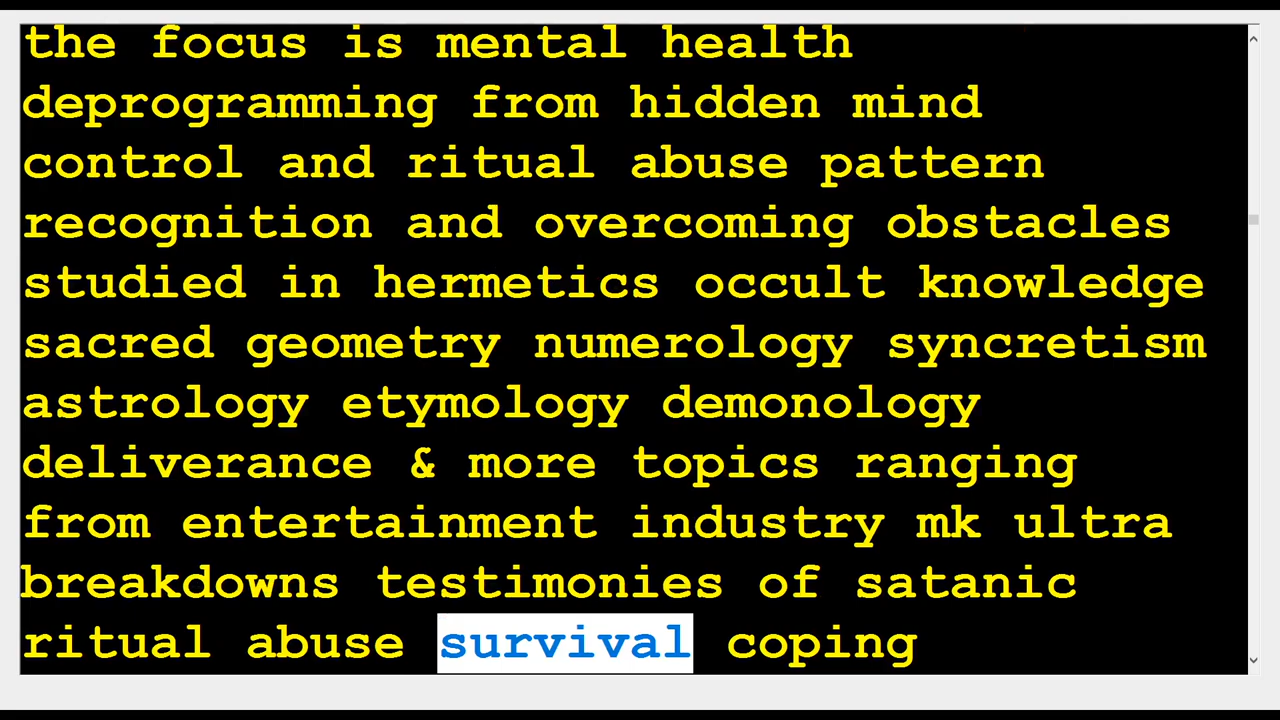 the focus is mental health
deprogramming from hidden mind
control and ritual abuse pattern
recognition and overcoming obstacles
studied in hermetics occult knowledge
sacred geometry numerology syncretism
astrology etymology demonology
deliverance & more topics ranging
from entertainment industry mk ultra
breakdowns testimonies of satanic
ritual abuse survival coping